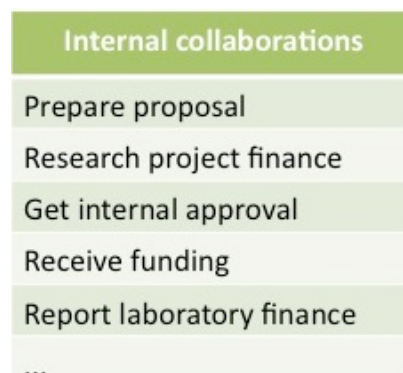 Internal collaborations
Prepare proposal
Research project finance
Get internal approval
Receive funding
Report laboratory finance
...